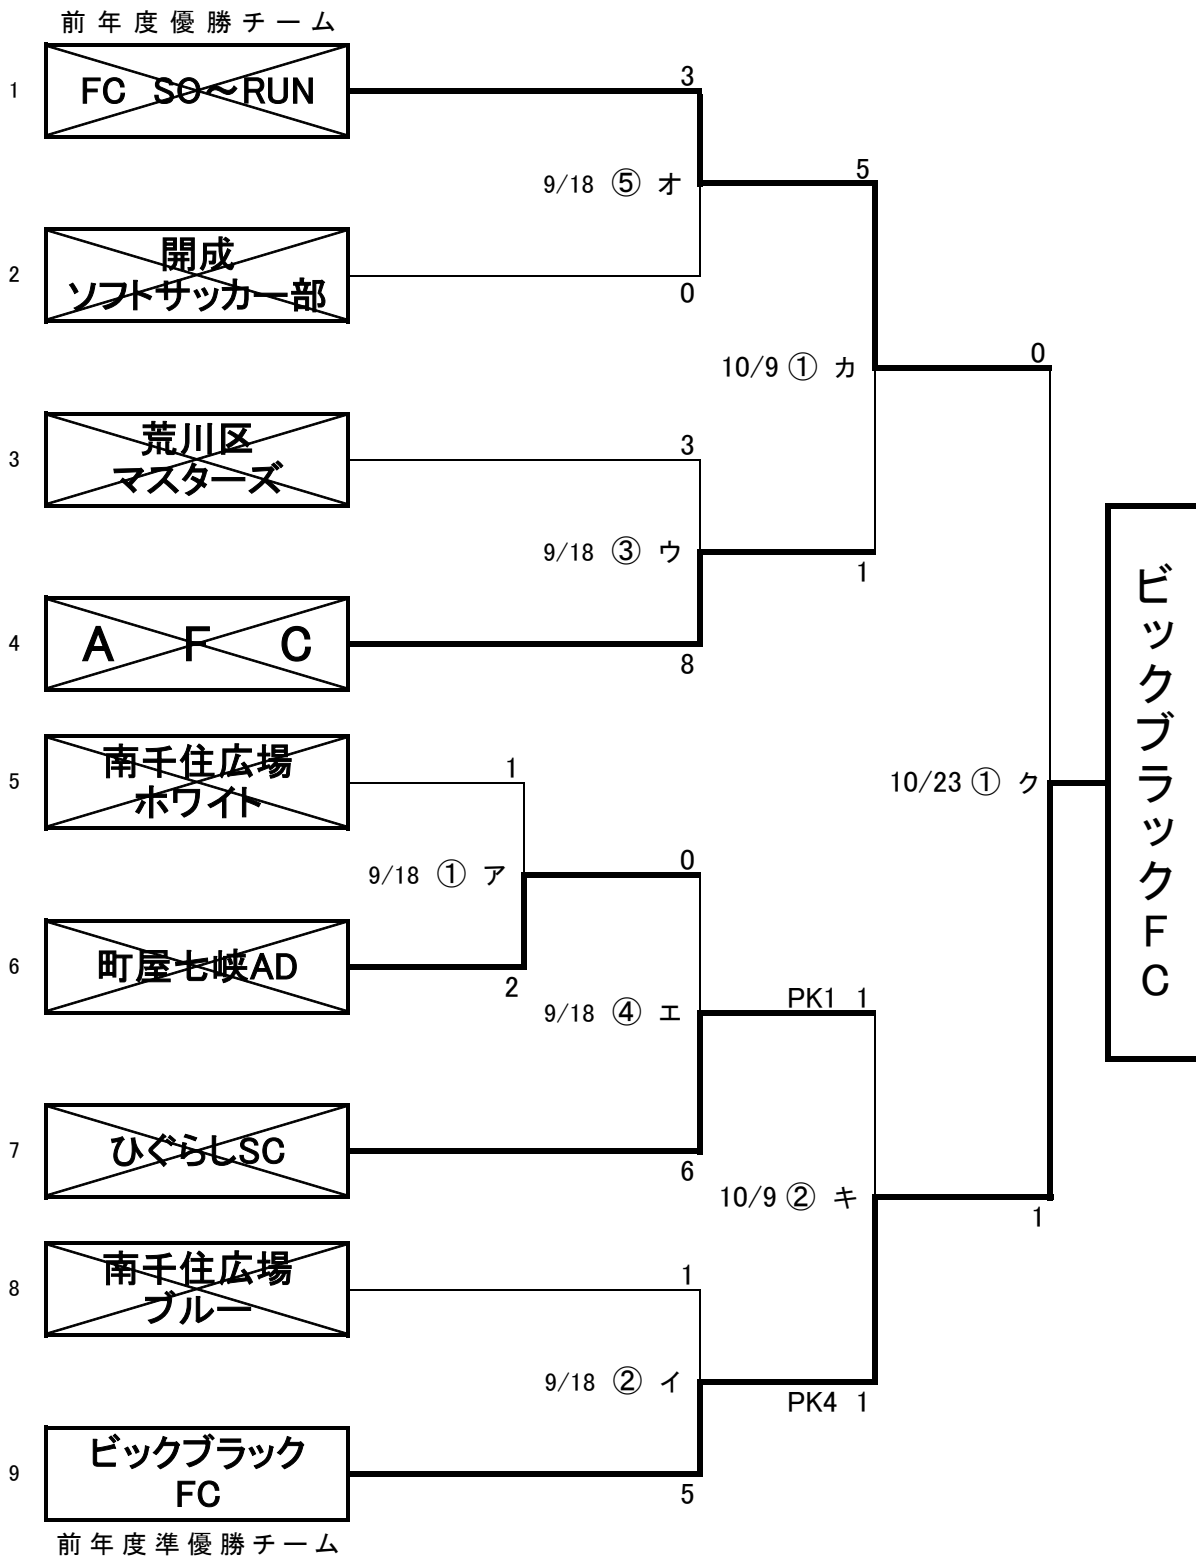 前年度優勝チーム
1
FC SO～RUN
3
9/18 ⑤ オ
5
2
開成
ソフトサッカー部
0
10/9 ① カ
0
3
荒川区
マスターズ
3
9/18 ③ ウ
1
4
A F C
8
5
南千住広場
ホワイト
1
10/23 ① ク
ビックブラックFC
9/18 ① ア
0
6
町屋七峡AD
2
9/18 ④ エ
PK1 1
7
ひぐらしSC
6
10/9 ② キ
1
8
南千住広場
ブルー
1
9/18 ② イ
PK4 1
9
ビックブラック
FC
5
前年度準優勝チーム